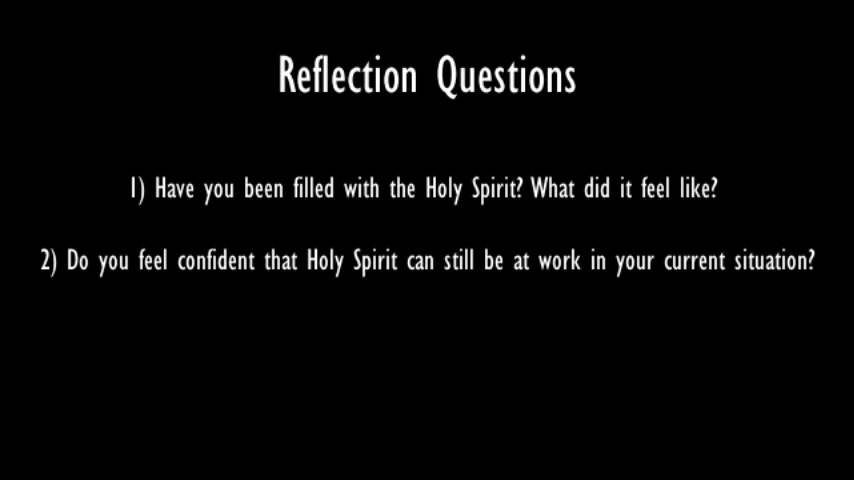 Reflection Questions
1) Have you been filled with the Holy Spirit? What did it feel like?
2) Do you feel confident that Holy Spirit can still be at work in your current situation?